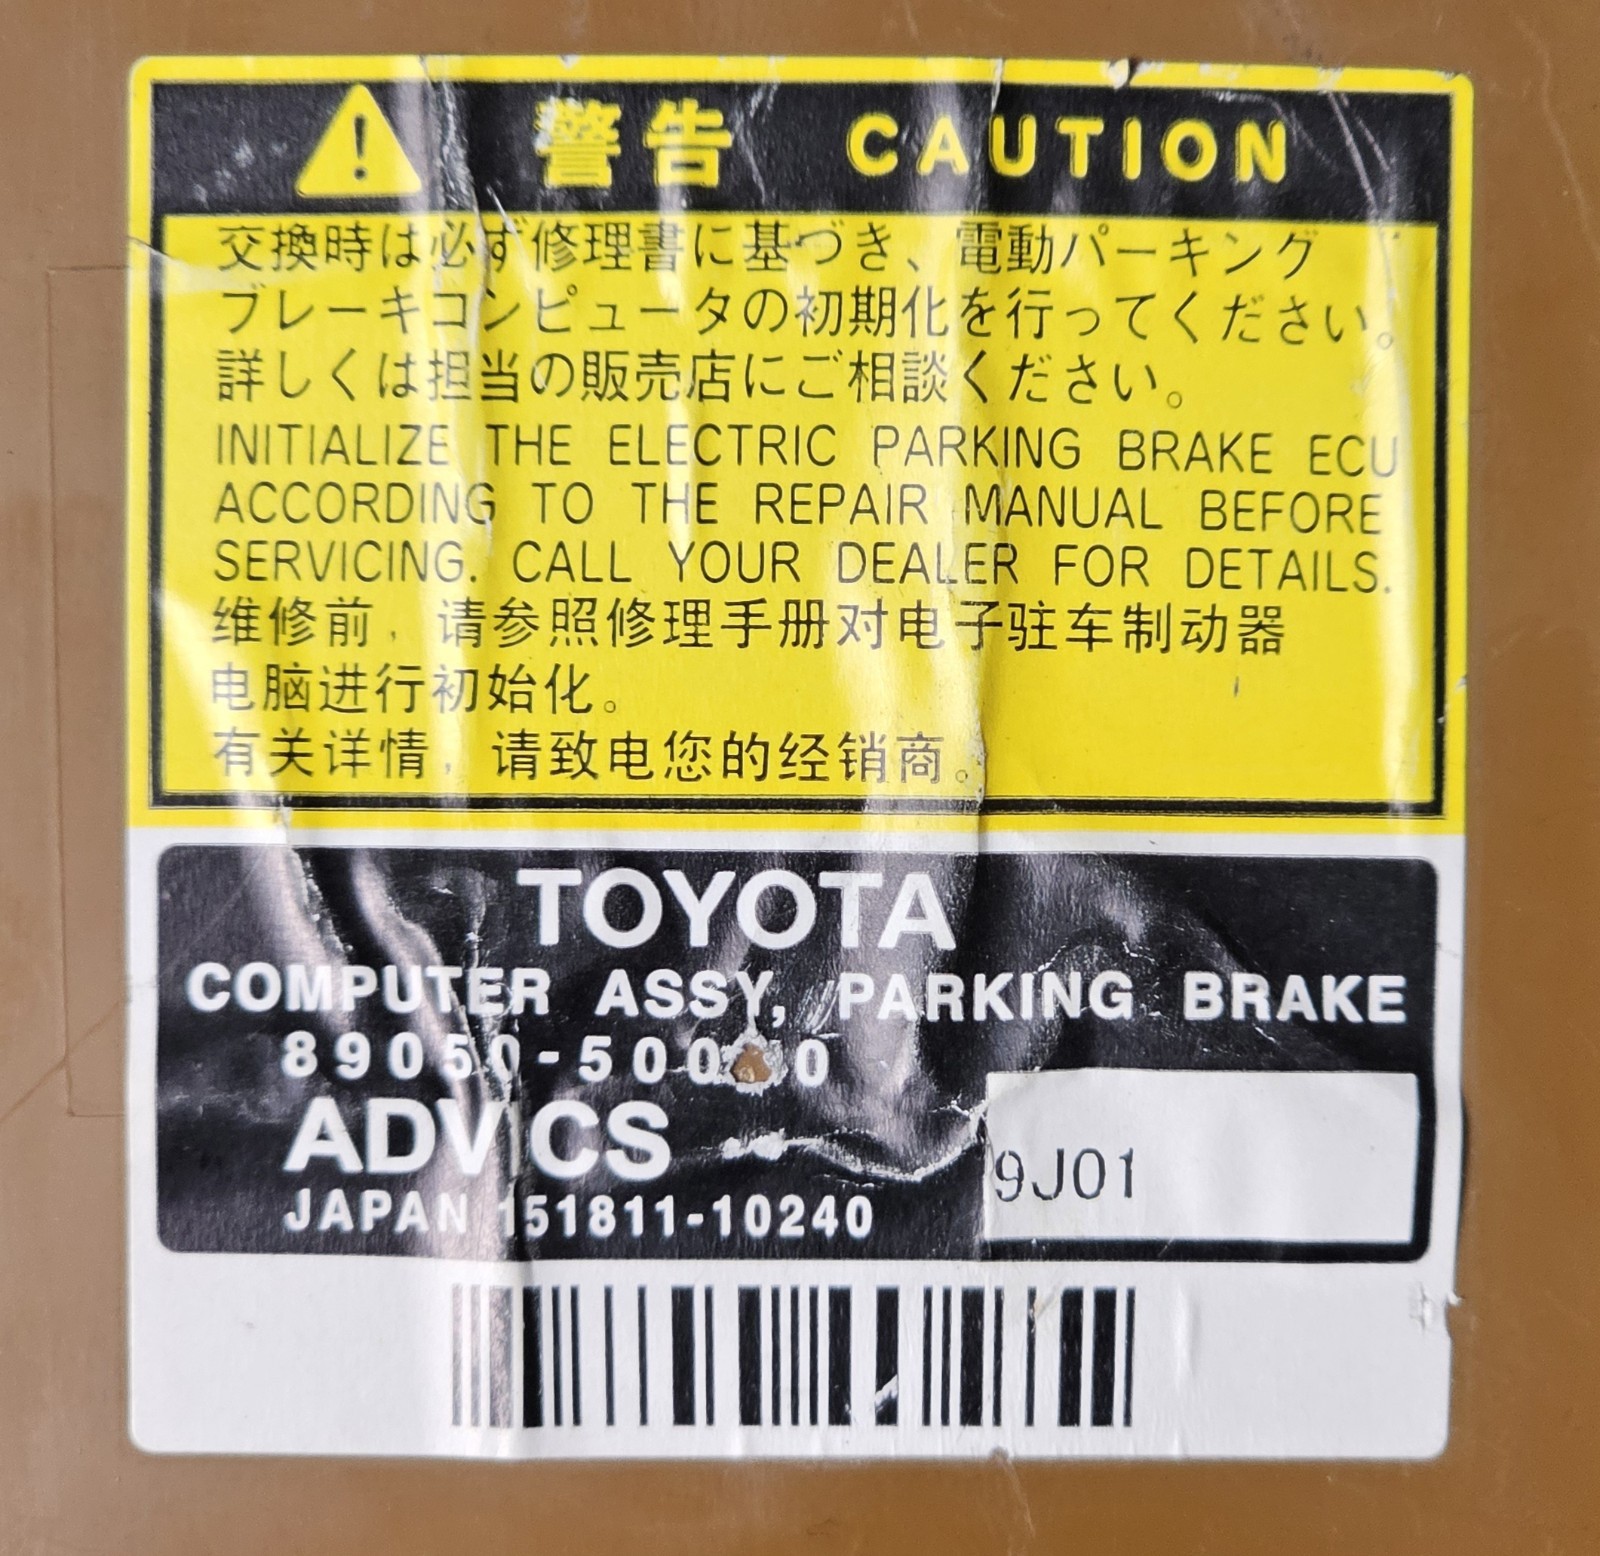 警告 CAUTION
交換時は必ず修理書に基づき、電動パーキング
ブレーキコンピュータの初期化を行ってください。
詳しくは担当の販売店にご相談ください。
INITIALIZE THE ELECTRIC PARKING BRAKE ECU
ACCORDING TO THE REPAIR MANUAL BEFORE
SERVICING. CALL YOUR DEALER FOR DETAILS.
维修前，请参照修理手册对电子驻车制动器
电脑进行初始化。
有关详情，请致电您的经销商。
TOYOTA
COMPUTER ASSY, PARKING BRAKE
ADVICS
9J01
JAPAN 151811-10240